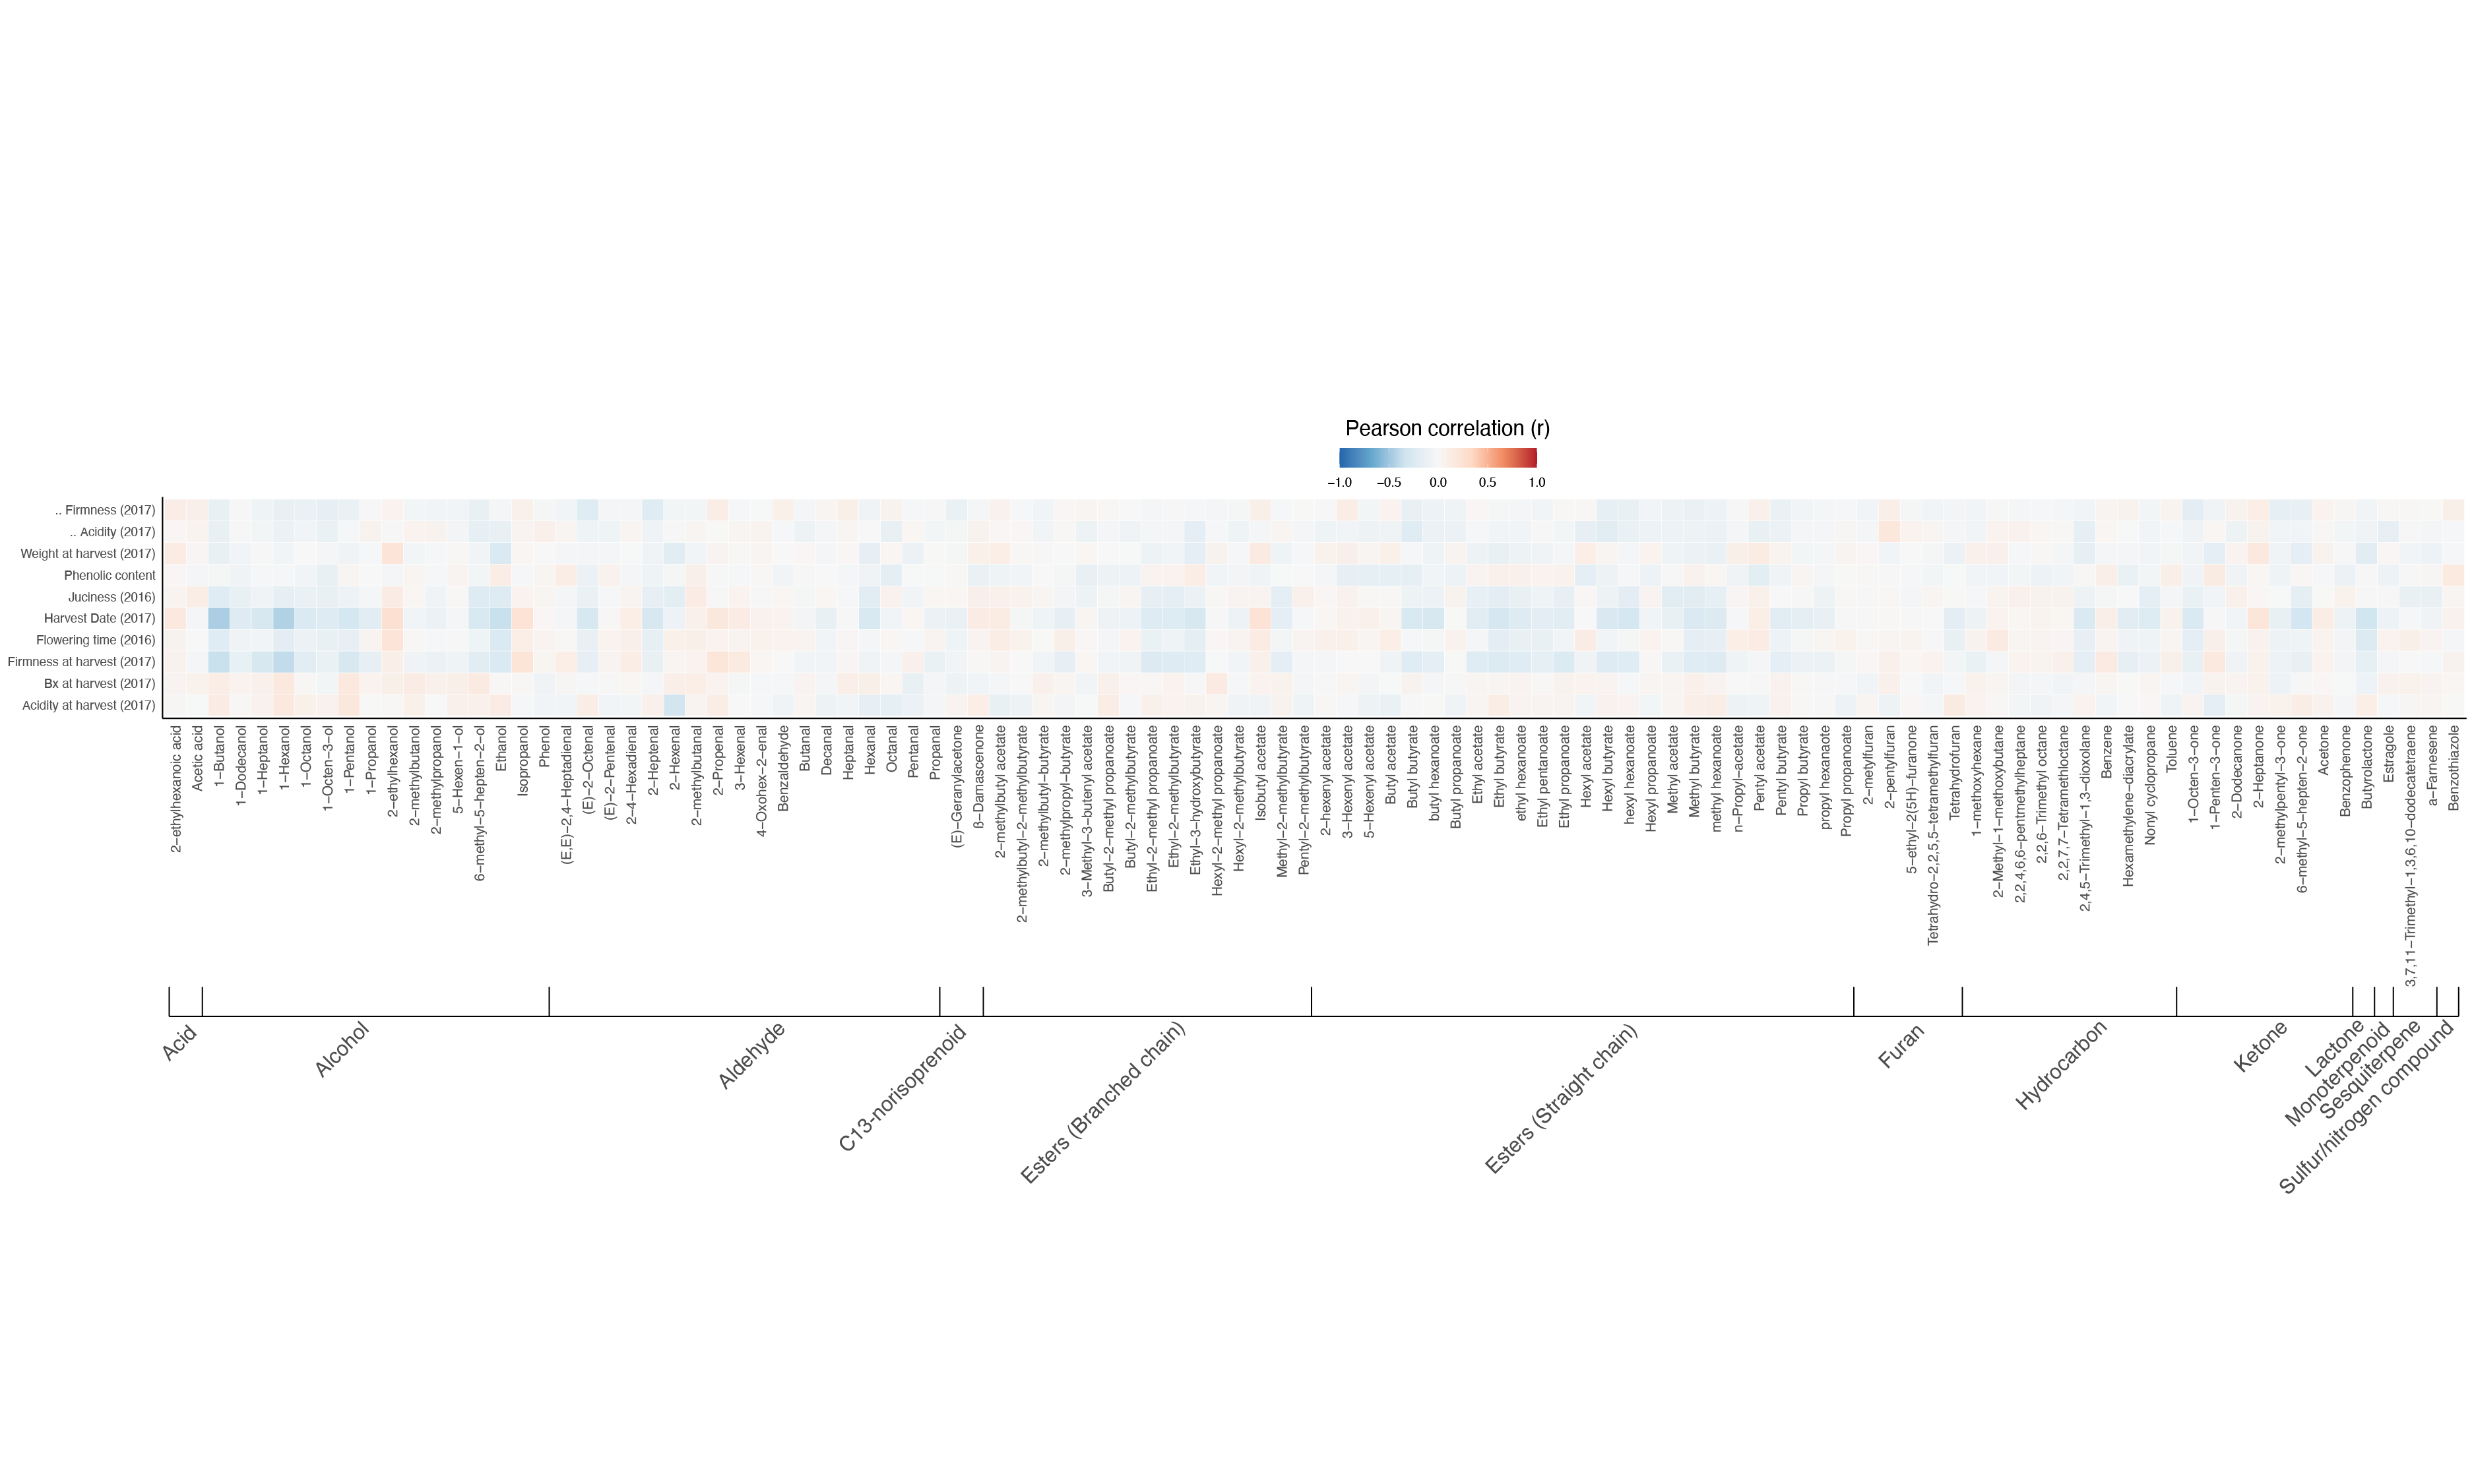 Pearson correlation (r)
−1.0 −0.5 0.0 0.5 1.0
.. Firmness (2017)
.. Acidity (2017)
Weight at harvest (2017)
Phenolic content
Juciness (2016)
Harvest Date (2017)
Flowering time (2016)
Firmness at harvest (2017)
Bx at harvest (2017)
Acidity at harvest (2017)
2−ethylhexanoic acid
Acetic acid
1−Butanol
1−Dodecanol
1−Heptanol
1−Hexanol
1−Octanol
1−Octen−3−ol
1−Pentanol
1−Propanol
2−ethylhexanol
2−methylbutanol
2−methylpropanol
5−Hexen−1−ol
6−methyl−5−hepten−2−ol
Ethanol
Isopropanol
Phenol
(E,E)−2,4−Heptadienal
(E)−2−Octenal
(E)−2−Pentenal
2−4−Hexadienal
2−Heptenal
2−Hexenal
2−methylbutanal
2−Propenal
3−Hexenal
4−Oxohex−2−enal
Benzaldehyde
Butanal
Decanal
Heptanal
Hexanal
Octanal
Pentanal
Propanal
(E)−Geranylacetone
ß−Damascenone
2−methylbutyl acetate
2−methylbutyl−2−methylbutyrate
2−methylbutyl−butyrate
2−methylpropyl−butyrate
3−Methyl−3−butenyl acetate
Butyl−2−methyl propanoate
Butyl−2−methylbutyrate
Ethyl−2−methyl propanoate
Ethyl−2−methylbutyrate
Ethyl−3−hydroxybutyrate
Hexyl−2−methyl propanoate
Hexyl−2−methylbutyrate
Isobutyl acetate
Methyl−2−methylbutyrate
Pentyl−2−methylbutyrate
2−hexenyl acetate
3−Hexenyl acetate
5−Hexenyl acetate
Butyl acetate
Butyl butyrate
butyl hexanoate
Butyl propanoate
Ethyl acetate
Ethyl butyrate
ethyl hexanoate
Ethyl pentanoate
Ethyl propanoate
Hexyl acetate
Hexyl butyrate
hexyl hexanoate
Hexyl propanoate
Methyl acetate
Methyl butyrate
methyl hexanoate
n−Propyl−acetate
Pentyl acetate
Pentyl butyrate
Propyl butyrate
propyl hexanaote
Propyl propanoate
2−metylfuran
2−pentylfuran
5−ethyl−2(5H)−furanone
Tetrahydro−2,2,5,5−tetramethylfuran
Tetrahydrofuran
1−methoxyhexane
2−Methyl−1−methoxybutane
2,2,4,6,6−pentmethylheptane
2,2,6−Trimethyl octane
2,2,7,7−Tetramethloctane
2,4,5−Trimethyl−1,3−dioxolane
Benzene
Hexamethylene−diacrylate
Nonyl cyclopropane
Toluene
1−Octen−3−one
1−Penten−3−one
2−Dodecanone
2−Heptanone
2−methylpentyl−3−one
6−methyl−5−hepten−2−one
Acetone
Benzophenone
Butyrolactone
Estragole
3,7,11−Trimethyl−1,3,6,10−dodecatetraene
a−Farnesene
Benzothiazole
Acid
Alcohol
Aldehyde
C13-norisoprenoid
Esters (Branched chain)
Esters (Straight chain)
Furan
Hydrocarbon
Ketone
Lactone
Monoterpenoid
Sesquiterpene
Sulfur/nitrogen compound